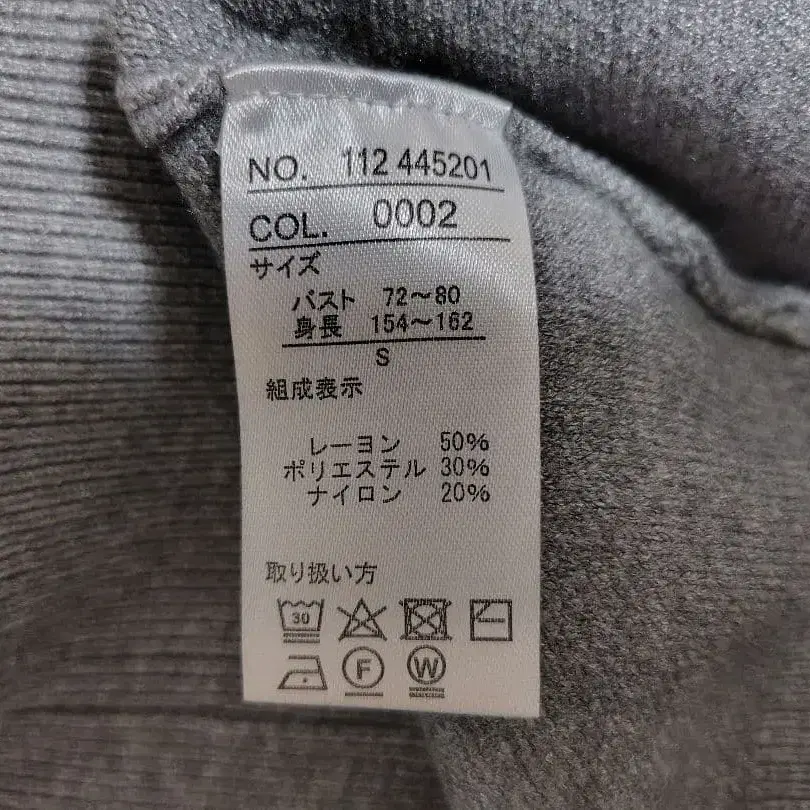 NO. 112 445201
COL. 0002
サイズ
バスト 72～80
身長 154～162
S
組成表示
レーヨン 50%
ポリエステル 30%
ナイロン 20%
取り扱い方
30
F W